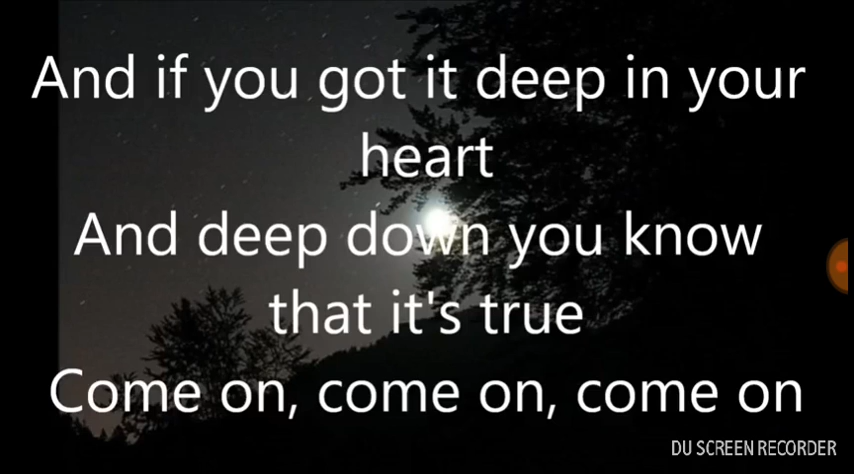 And if you got it deep in your
heart
And deep down you know
that it's true
Come on, come on, come on
DU SCREEN RECORDER